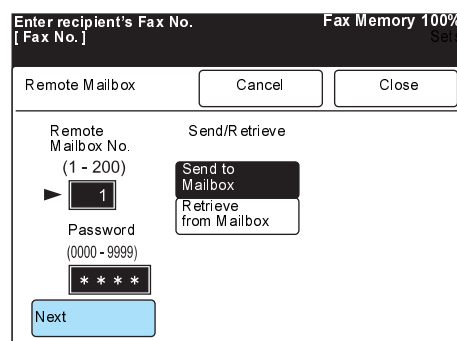 Enter recipient's Fax No. Fax Memory 100%
[ Fax No. ] Set
Remote Mailbox Cancel Close
Remote Send/Retrieve
Mailbox No.
(1 - 200)
Send to
Mailbox
1
Retrieve
from Mailbox
Password
(0000 - 9999)
* * * *
Next